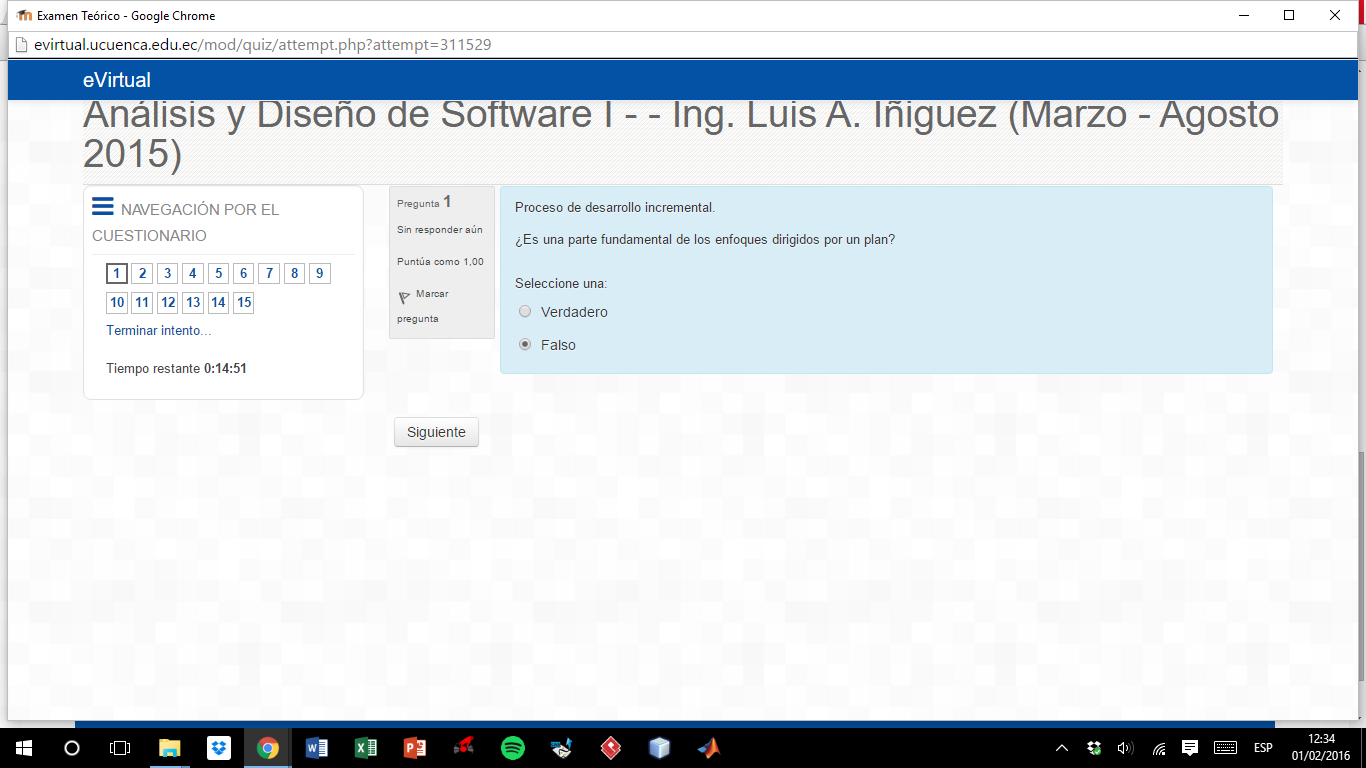 Examen Teórico - Google Chrome
evirtual.ucuenca.edu.ec/mod/quiz/attempt.php?attempt=311529
eVirtual
Análisis y Diseño de Software I - - Ing. Luis A. Iñiguez (Marzo - Agosto
2015)
NAVEGACIÓN POR EL
CUESTIONARIO
1 2 3 4 5 6 7 8 9
10 11 12 13 14 15
Terminar intento...
Tiempo restante 0:14:51
Pregunta 1
Sin responder aún
Puntúa como 1,00
Marcar
pregunta
Proceso de desarrollo incremental.
¿Es una parte fundamental de los enfoques dirigidos por un plan?
Seleccione una:
Verdadero
Falso
Siguiente
ESP
12:34
01/02/2016